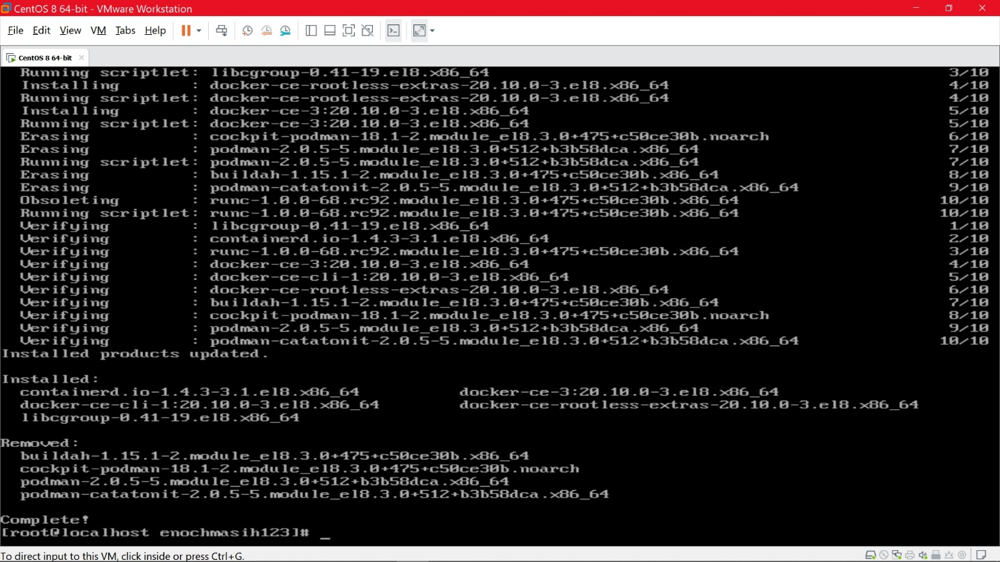 CentOS 8 64-bit - VMware Workstation
File Edit View VM Tabs Help
CentOS 8 64-bit
Running scriptlet: libcgroup-0.41-19.el8.x86_64 3/10
Installing : docker-ce-rootless-extras-20.10.0-3.el8.x86_64 4/10
Running scriptlet: docker-ce-rootless-extras-20.10.0-3.el8.x86_64 4/10
Installing : docker-ce-3:20.10.0-3.el8.x86_64 5/10
Running scriptlet: docker-ce-3:20.10.0-3.el8.x86_64 5/10
Erasing : cockpit-podman-18.1-2.module_el8.3.0+475+c50ce30b.noarch 6/10
Erasing : podman-2.0.5-5.module_el8.3.0+512+b3b58dca.x86_64 7/10
Running scriptlet: podman-2.0.5-5.module_el8.3.0+512+b3b58dca.x86_64 7/10
Erasing : buildah-1.15.1-2.module_el8.3.0+475+c50ce30b.x86_64 8/10
Erasing : podman-catatonit-2.0.5-5.module_el8.3.0+512+b3b58dca.x86_64 9/10
Obsoleting : runc-1.0.0-68.rc92.module_el8.3.0+475+c50ce30b.x86_64 10/10
Running scriptlet: runc-1.0.0-68.rc92.module_el8.3.0+475+c50ce30b.x86_64 10/10
Verifying : libcgroup-0.41-19.el8.x86_64 1/10
Verifying : containerd.io-1.4.3-3.1.el8.x86_64 2/10
Verifying : runc-1.0.0-68.rc92.module_el8.3.0+475+c50ce30b.x86_64 3/10
Verifying : docker-ce-3:20.10.0-3.el8.x86_64 4/10
Verifying : docker-ce-cli-1:20.10.0-3.el8.x86_64 5/10
Verifying : docker-ce-rootless-extras-20.10.0-3.el8.x86_64 6/10
Verifying : buildah-1.15.1-2.module_el8.3.0+475+c50ce30b.x86_64 7/10
Verifying : cockpit-podman-18.1-2.module_el8.3.0+475+c50ce30b.noarch 8/10
Verifying : podman-2.0.5-5.module_el8.3.0+512+b3b58dca.x86_64 9/10
Verifying : podman-catatonit-2.0.5-5.module_el8.3.0+512+b3b58dca.x86_64 10/10
Installed products updated.
Installed:
containerd.io-1.4.3-3.1.el8.x86_64 docker-ce-3:20.10.0-3.el8.x86_64
docker-ce-cli-1:20.10.0-3.el8.x86_64 docker-ce-rootless-extras-20.10.0-3.el8.x86_64
libcgroup-0.41-19.el8.x86_64
Removed:
buildah-1.15.1-2.module_el8.3.0+475+c50ce30b.x86_64
cockpit-podman-18.1-2.module_el8.3.0+475+c50ce30b.noarch
podman-2.0.5-5.module_el8.3.0+512+b3b58dca.x86_64
podman-catatonit-2.0.5-5.module_el8.3.0+512+b3b58dca.x86_64
Complete!
[root@localhost enochmasih123]# _
To direct input to this VM, click inside or press Ctrl+G.